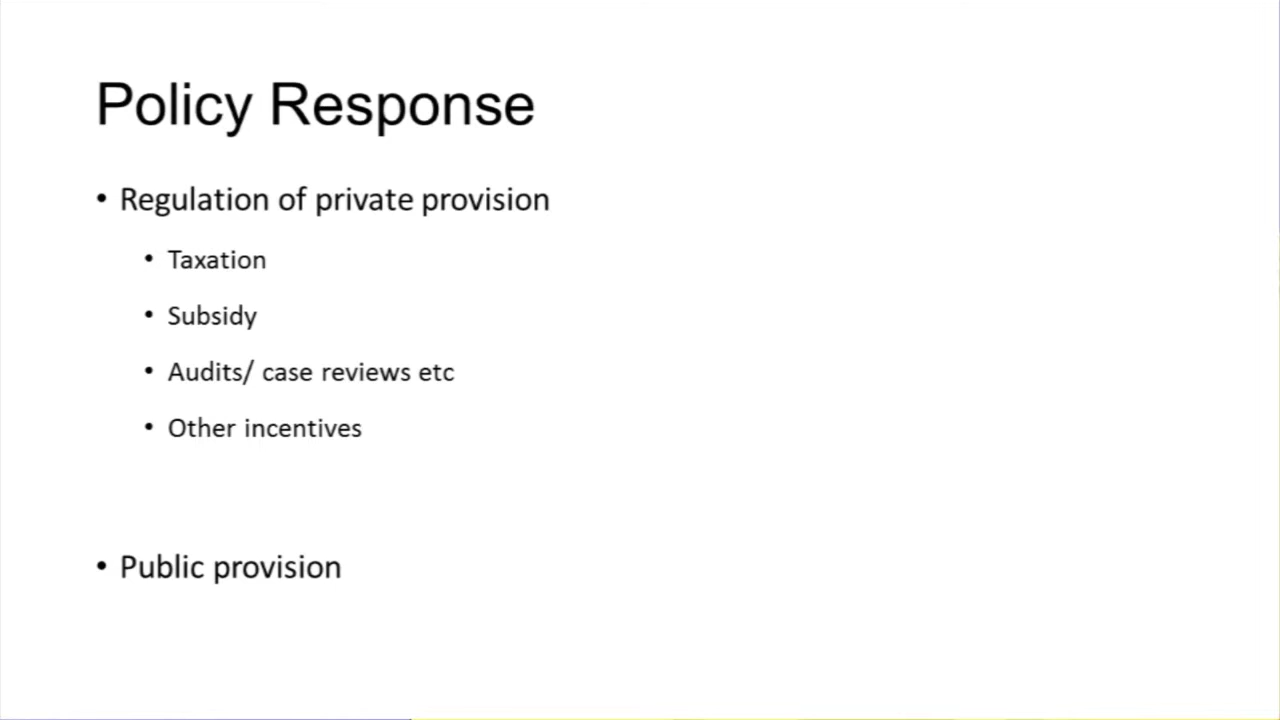 Policy Response
• Regulation of private provision
• Taxation
• Subsidy
• Audits/ case reviews etc
• Other incentives
• Public provision